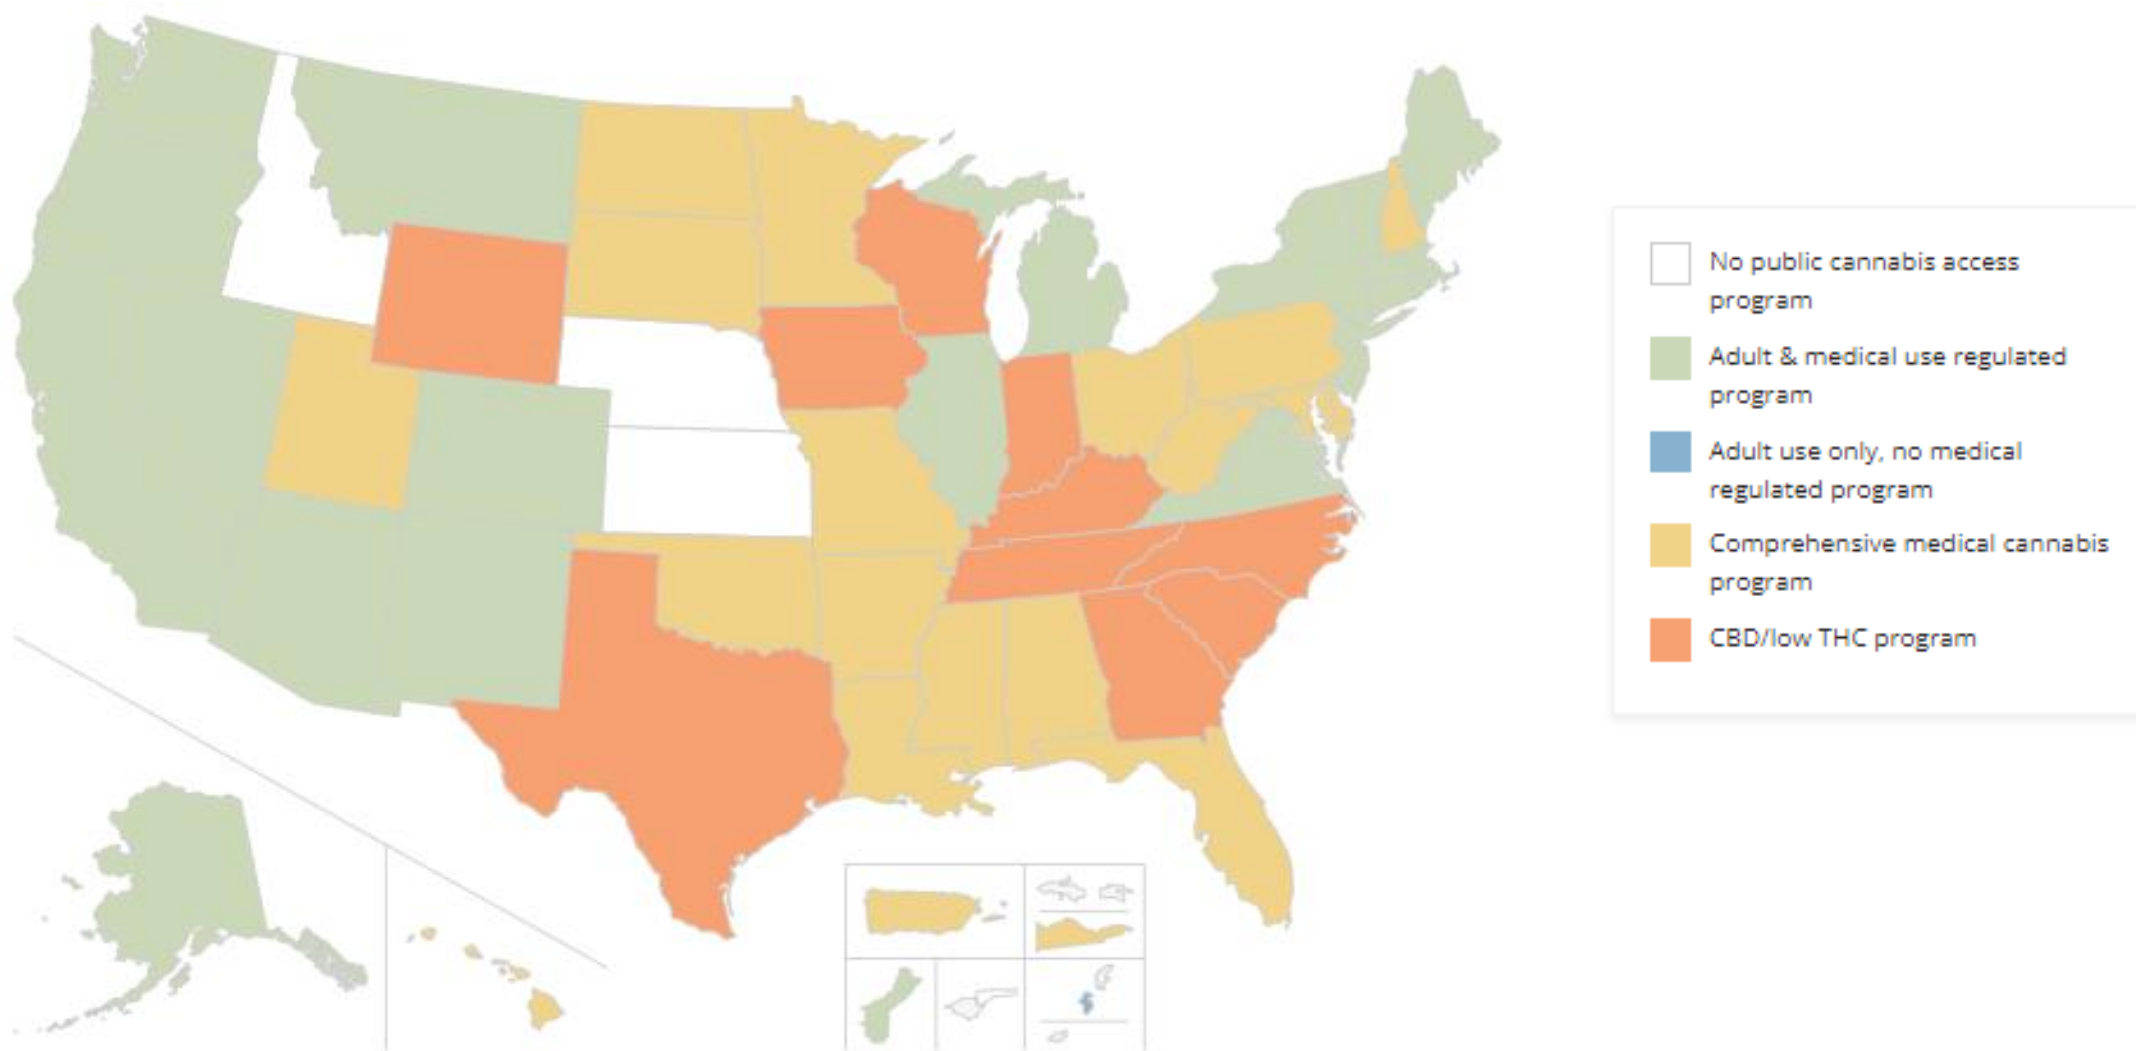 No public cannabis access
program
Adult & medical use regulated
program
Adult use only, no medical
regulated program
Comprehensive medical cannabis
program
CBD/low THC program